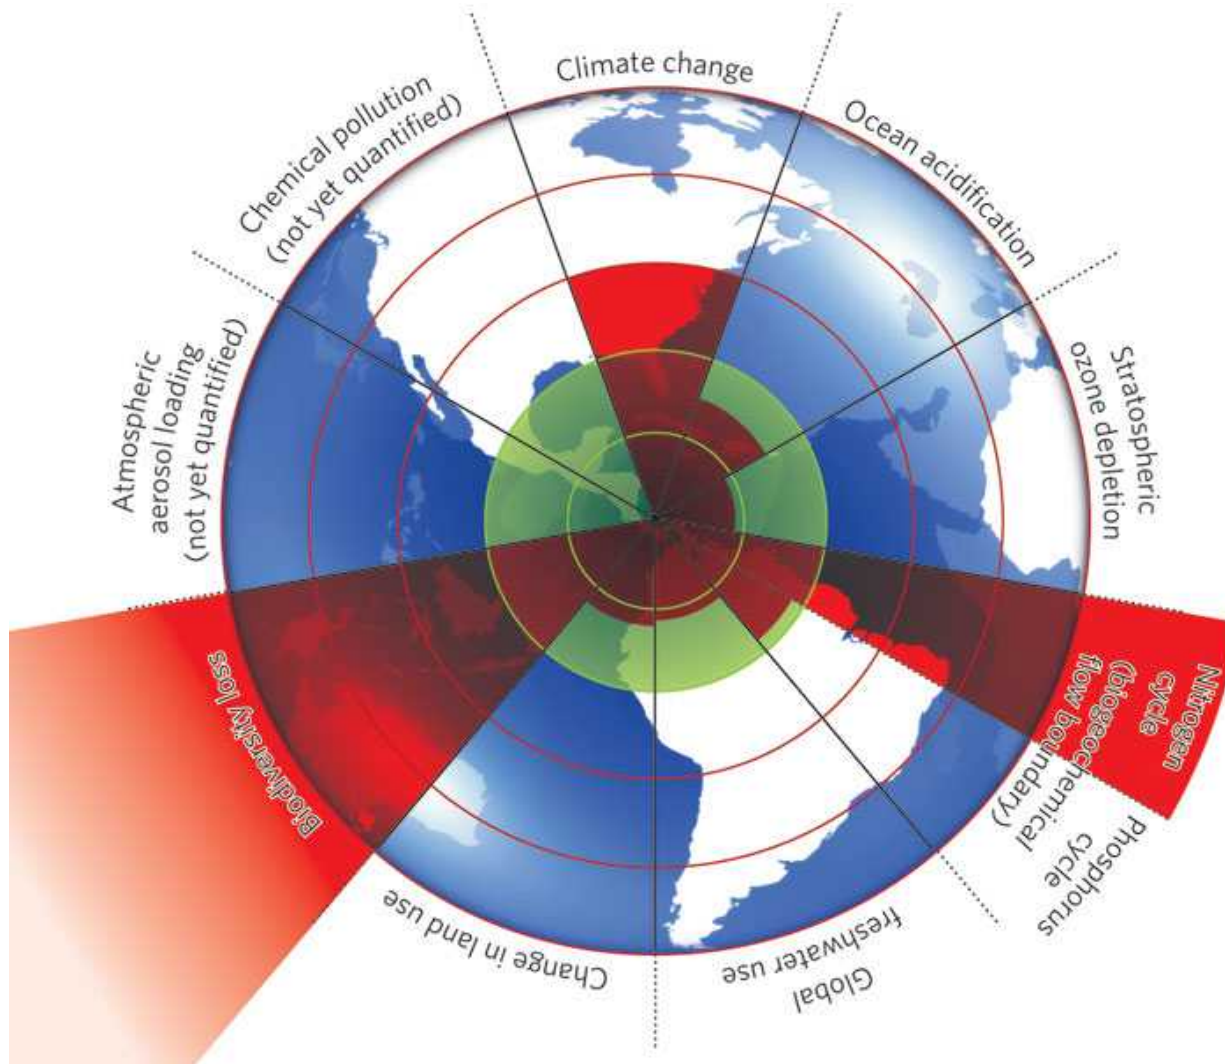 Climate change
Ocean acidification
Stratospheric
ozone depletion
Nitrogen
cycle
(biogeochemical
flow boundary)
Phosphorus
cycle
Global
freshwater use
Change in land use
Biodiversity loss
Atmospheric
aerosol loading
(not yet quantified)
Chemical pollution
(not yet quantified)